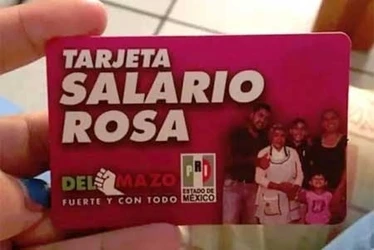 TARJETA
SALARIO
ROSA
DEL MAZO
FUERTE Y CON TODO
PRI
ESTADO DE
MÉXICO